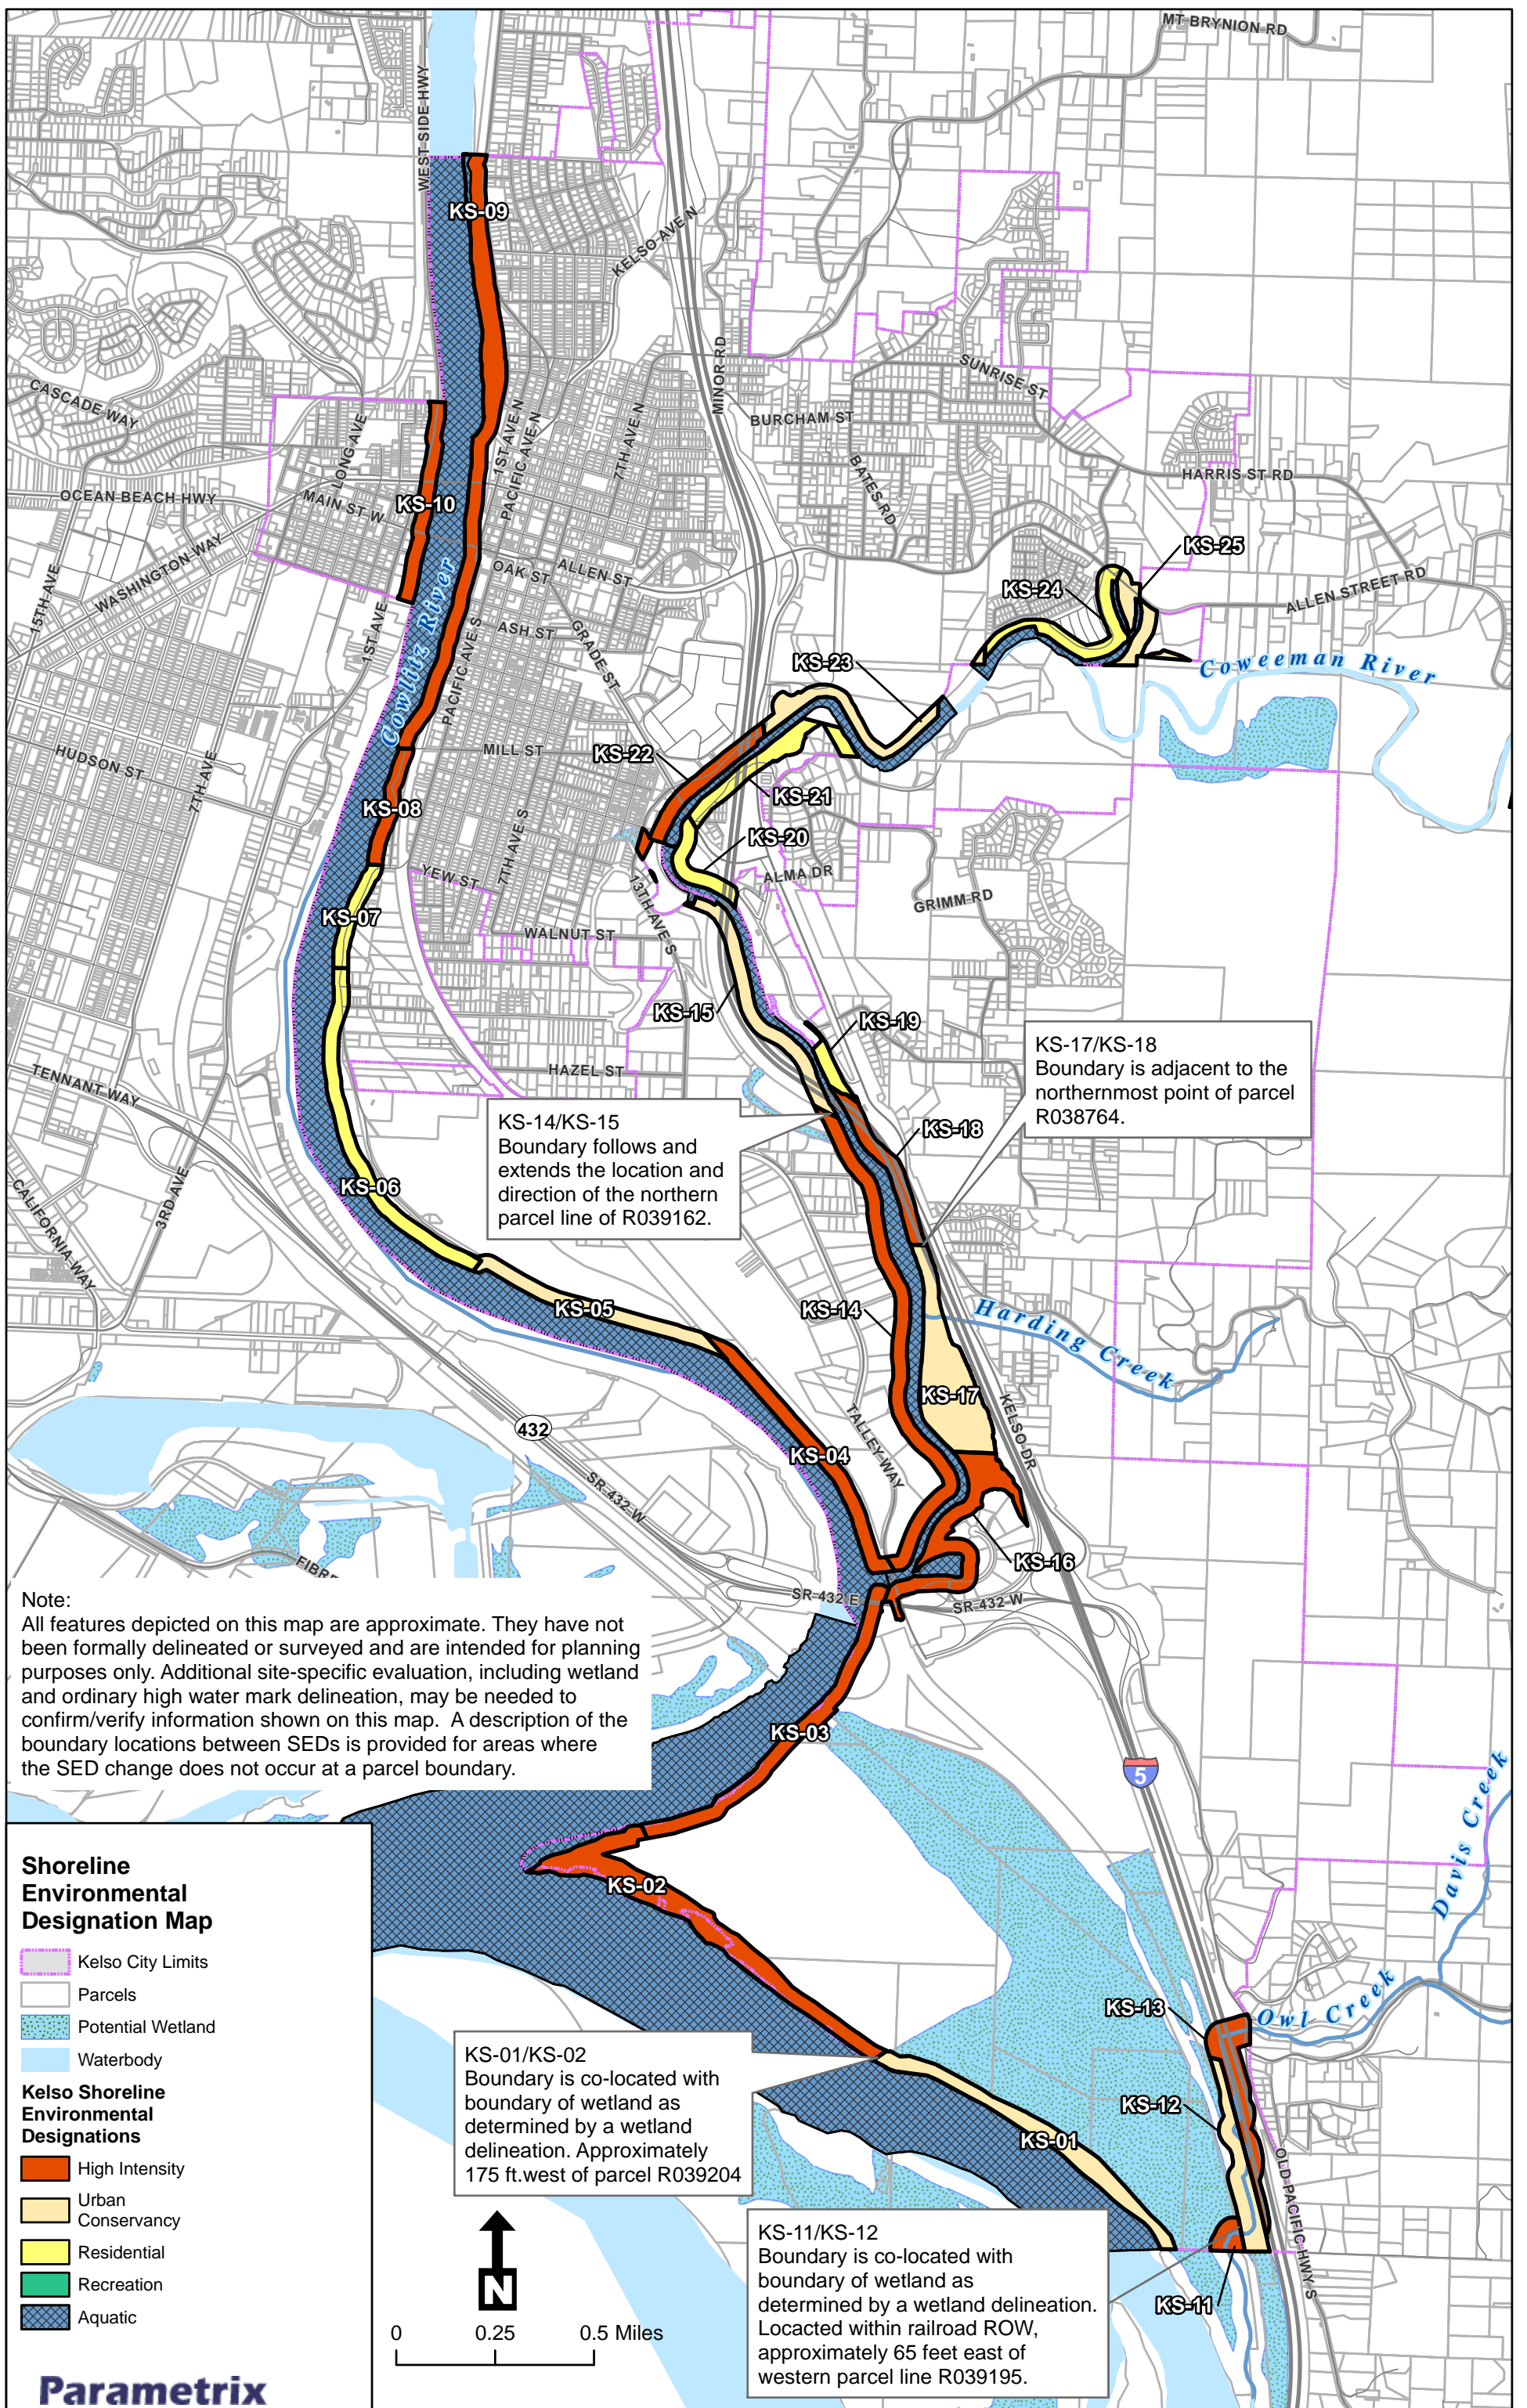 MT BRYNION RD
WEST SIDE HWY
KS-09
KELSO AVE N
MINOR RD
SUNRISE ST
CASCADE WAY
LONG AVE
1ST AVE N
PACIFIC AVE N
7TH AVE N
BURCHAM ST
BATES RD
HARRIS ST RD
OCEAN BEACH HWY
MAIN ST W
KS-10
WASHINGTON WAY
15TH AVE
1ST AVE
Cowlitz River
OAK ST
ALLEN ST
ASH ST
GRADE ST
PACIFIC AVE S
KS-25
KS-24
ALLEN STREET RD
KS-23
Coweeman River
HUDSON ST
7TH AVE
MILL ST
KS-22
KS-21
KS-08
KS-20
YEW ST
7TH AVE S
13TH AVE S
ALMA DR
GRIMM RD
KS-07
WALNUT ST
KS-15
KS-19
TENNANT WAY
HAZEL ST
KS-17/KS-18
Boundary is adjacent to the
northernmost point of parcel
R038764.
KS-14/KS-15
Boundary follows and
extends the location and
direction of the northern
parcel line of R039162.
KS-18
CALIFORNIA WAY
3RD AVE
KS-06
KS-05
KS-14
Harding Creek
KS-17
KELSO DR
432
TALLEY WAY
KS-04
SR 432 W
KS-16
SR 432 E
SR 432 W
Note:
All features depicted on this map are approximate. They have not
been formally delineated or surveyed and are intended for planning
purposes only. Additional site-specific evaluation, including wetland
and ordinary high water mark delineation, may be needed to
confirm/verify information shown on this map. A description of the
boundary locations between SEDs is provided for areas where
the SED change does not occur at a parcel boundary.
KS-03
5
Davis Creek
KS-02
KS-13
Owl Creek
KS-12
KS-01
OLD PACIFIC HWY S
KS-11
KS-01/KS-02
Boundary is co-located with
boundary of wetland as
determined by a wetland
delineation. Approximately
175 ft.west of parcel R039204
KS-11/KS-12
Boundary is co-located with
boundary of wetland as
determined by a wetland delineation.
Locacted within railroad ROW,
approximately 65 feet east of
western parcel line R039195.
Shoreline
Environmental
Designation Map
Kelso City Limits
Parcels
Potential Wetland
Waterbody
Kelso Shoreline
Environmental
Designations
High Intensity
Urban
Conservancy
Residential
Recreation
Aquatic
N
0 0.25 0.5 Miles
Parametrix